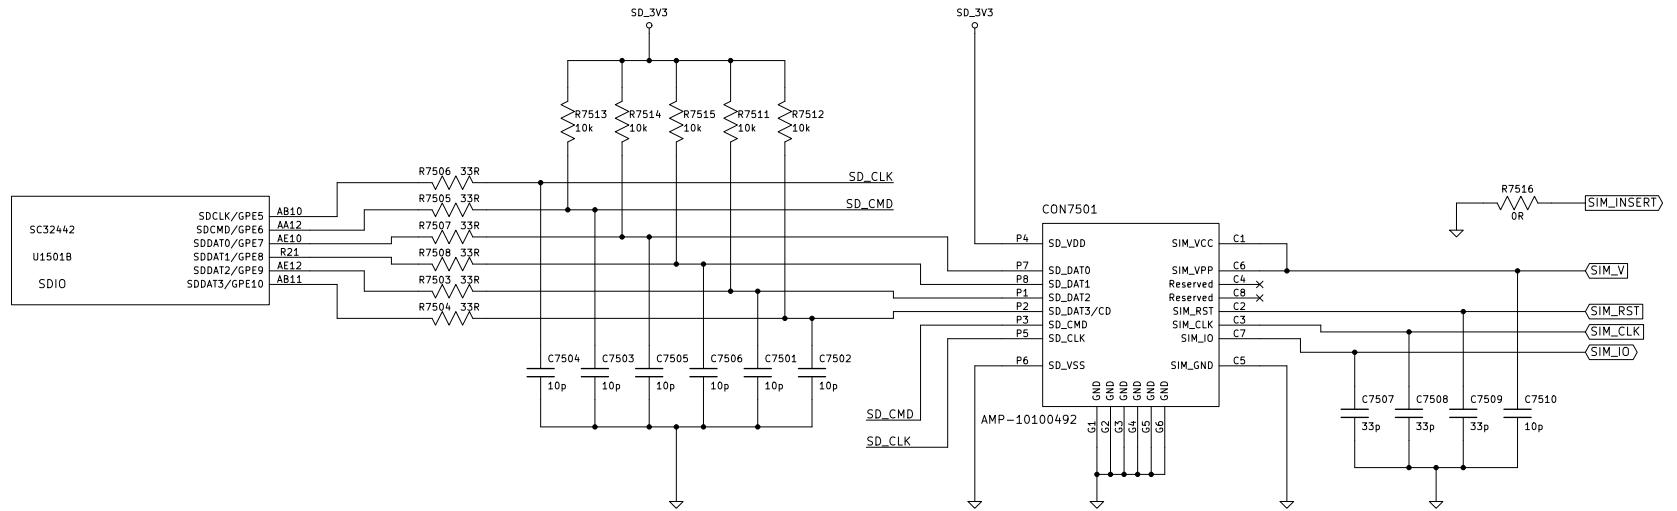 SD_3V3
SD_3V3
R7513
10k
R7514
10k
R7515
10k
R7511
10k
R7512
10k
R7506 33R
R7505 33R
R7507 33R
R7508 33R
R7503 33R
R7504 33R
SD_CLK
SD_CMD
SC32442
U1501B
SDIO
SDCLK/GPE5 AB10
SDCMD/GPE6 AA12
SDDAT0/GPE7 AE10
SDDAT1/GPE8 R21
SDDAT2/GPE9 AE12
SDDAT3/GPE10 AB11
C7504
10p
C7503
10p
C7505
10p
C7506
10p
C7501
10p
C7502
10p
SD_CMD
SD_CLK
CON7501
P4 SD_VDD
P7 SD_DAT0
P8 SD_DAT1
P1 SD_DAT2
P2 SD_DAT3/CD
P3 SD_CMD
P5 SD_CLK
P6 SD_VSS
SIM_VCC C1
SIM_VPP C6
Reserved C4
Reserved C8
SIM_RST C2
SIM_CLK C3
SIM_IO C7
SIM_GND C5
GND GND GND GND GND GND
G1 G2 G3 G4 G5 G6
AMP-10100492
R7516
0R
SIM_INSERT
SIM_V
SIM_RST
SIM_CLK
SIM_IO
C7507
33p
C7508
33p
C7509
33p
C7510
10p